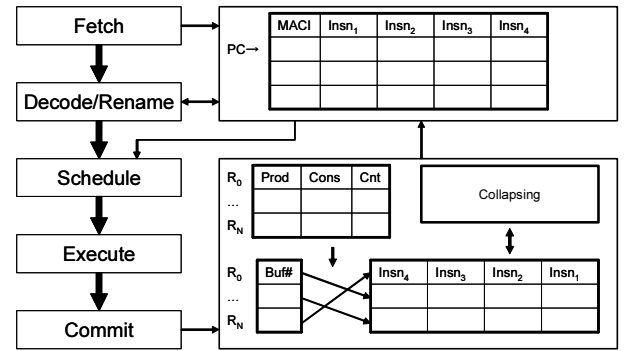 Fetch
MACI Insn1 Insn2 Insn3 Insn4
PC→
Decode/Rename
Schedule
R0 Prod Cons Cnt
...
RN
Collapsing
Execute
R0 Buf# Insn4 Insn3 Insn2 Insn1
...
RN
Commit